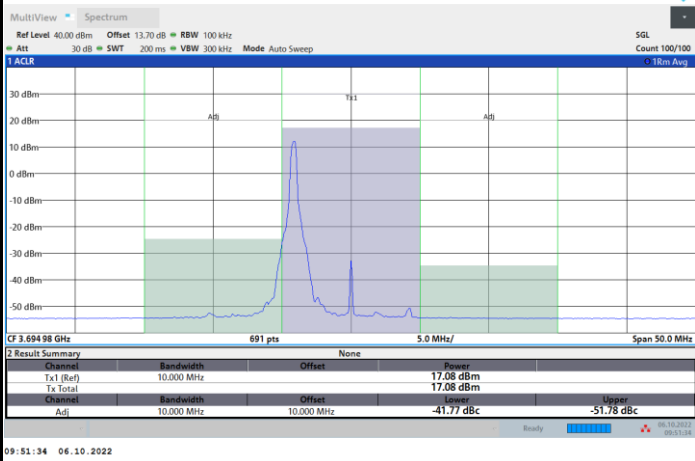 MultiView Spectrum
Ref Level 40.00 dBm Offset 13.70 dB RBW 100 kHz SGL
Att 30 dB SWT 200 ms VBW 300 kHz Mode Auto Sweep Count 100/100
1 ACLR 1Rm Avg
30 dBm
Tx1
20 dBm
Adj Adj
10 dBm
0 dBm
-10 dBm
-20 dBm
-30 dBm
-40 dBm
-50 dBm
CF 3.694 98 GHz 691 pts 5.0 MHz/ Span 50.0 MHz
2 Result Summary None
Channel Bandwidth Offset Power
Tx1 (Ref) 10.000 MHz 17.08 dBm
Tx Total 17.08 dBm
Channel Bandwidth Offset Lower Upper
Adj 10.000 MHz 10.000 MHz -41.77 dBc -51.78 dBc
Ready 06.10.2022
09:51:34
09:51:34 06.10.2022